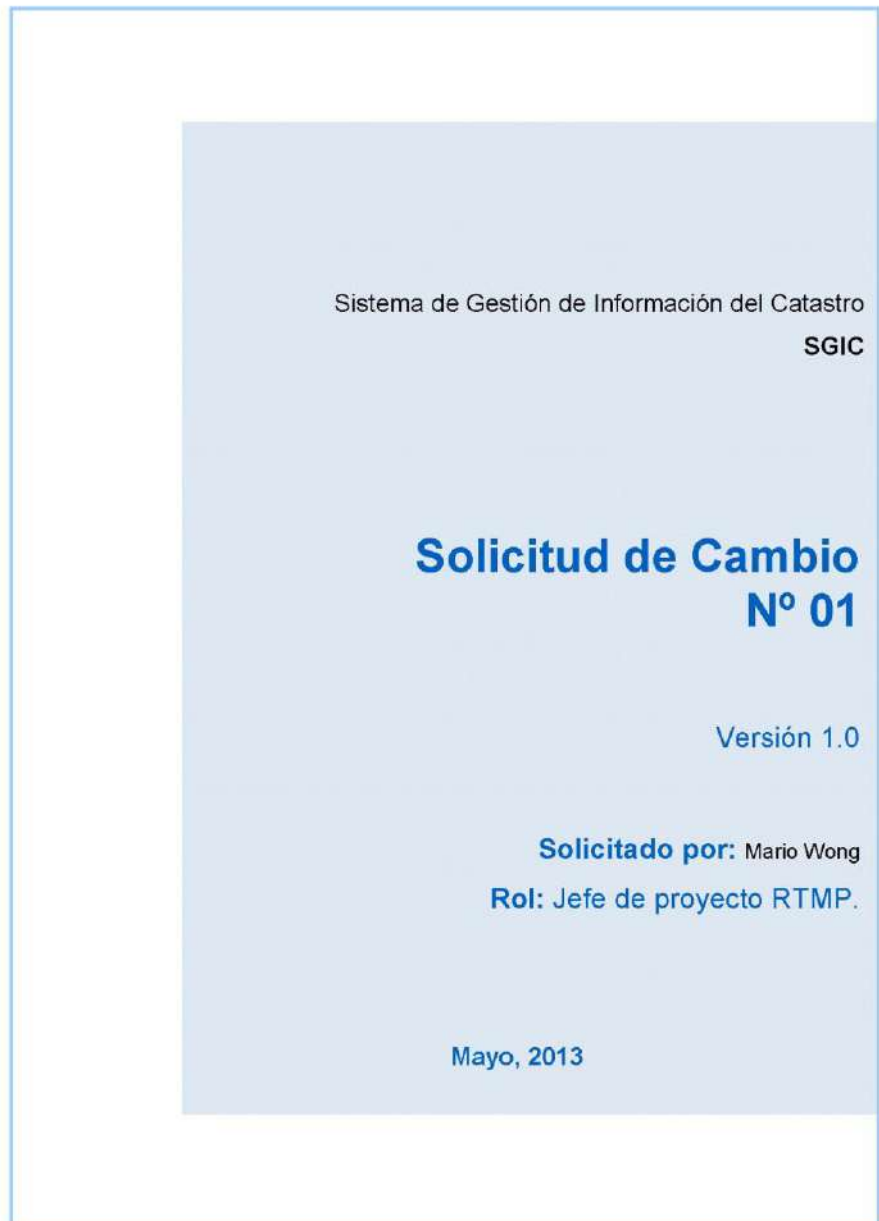 Sistema de Gestión de Información del Catastro
SGIC
Solicitud de Cambio
Nº 01
Versión 1.0
Solicitado por: Mario Wong
Rol: Jefe de proyecto RTMP.
Mayo, 2013